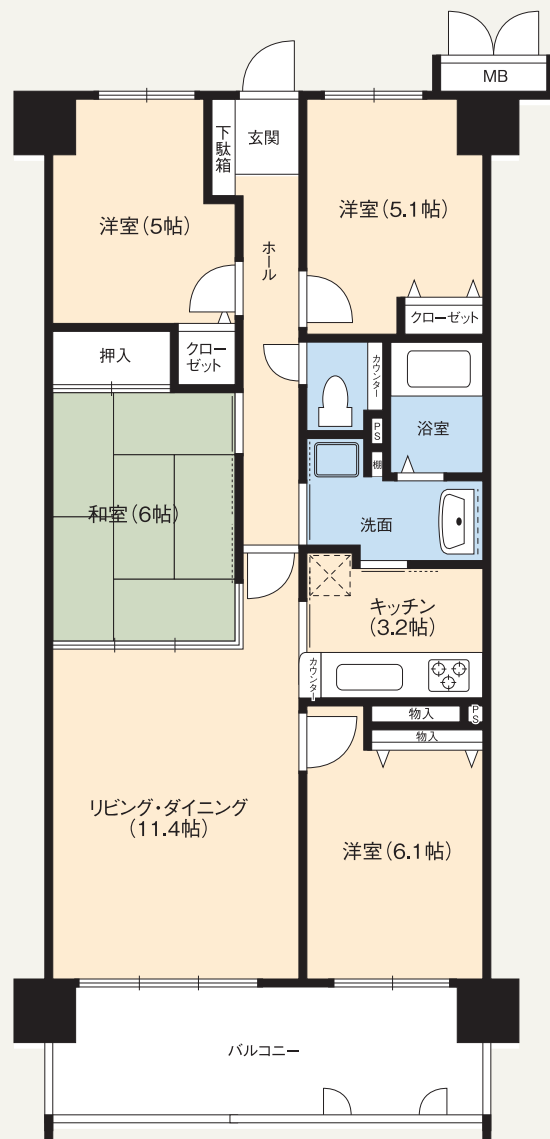 MB
下駄箱
玄関
洋室(5帖)
洋室(5.1帖)
ホール
クローゼット
押入
クロー
ゼット
カウンター
PS
浴室
棚
和室(6帖)
洗面
キッチン
(3.2帖)
カウンター
物入
PS
物入
リビング・ダイニング
(11.4帖)
洋室(6.1帖)
バルコニー